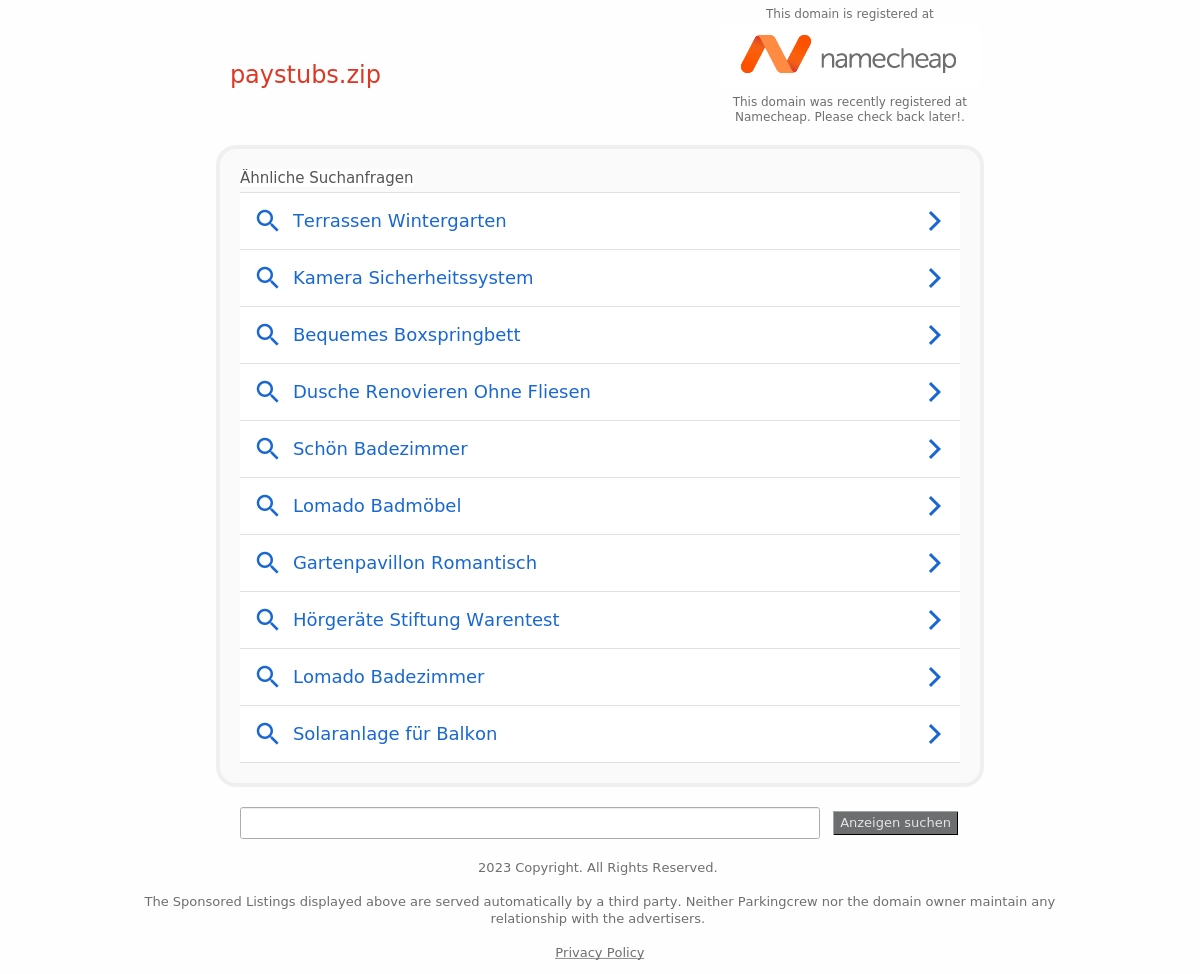 This domain is registered at
namecheap
paystubs.zip
This domain was recently registered at
Namecheap. Please check back later!.
Ähnliche Suchanfragen
Terrassen Wintergarten
Kamera Sicherheitssystem
Bequemes Boxspringbett
Dusche Renovieren Ohne Fliesen
Schön Badezimmer
Lomado Badmöbel
Gartenpavillon Romantisch
Hörgeräte Stiftung Warentest
Lomado Badezimmer
Solaranlage für Balkon
Anzeigen suchen
2023 Copyright. All Rights Reserved.
The Sponsored Listings displayed above are served automatically by a third party. Neither Parkingcrew nor the domain owner maintain any
relationship with the advertisers.
Privacy Policy